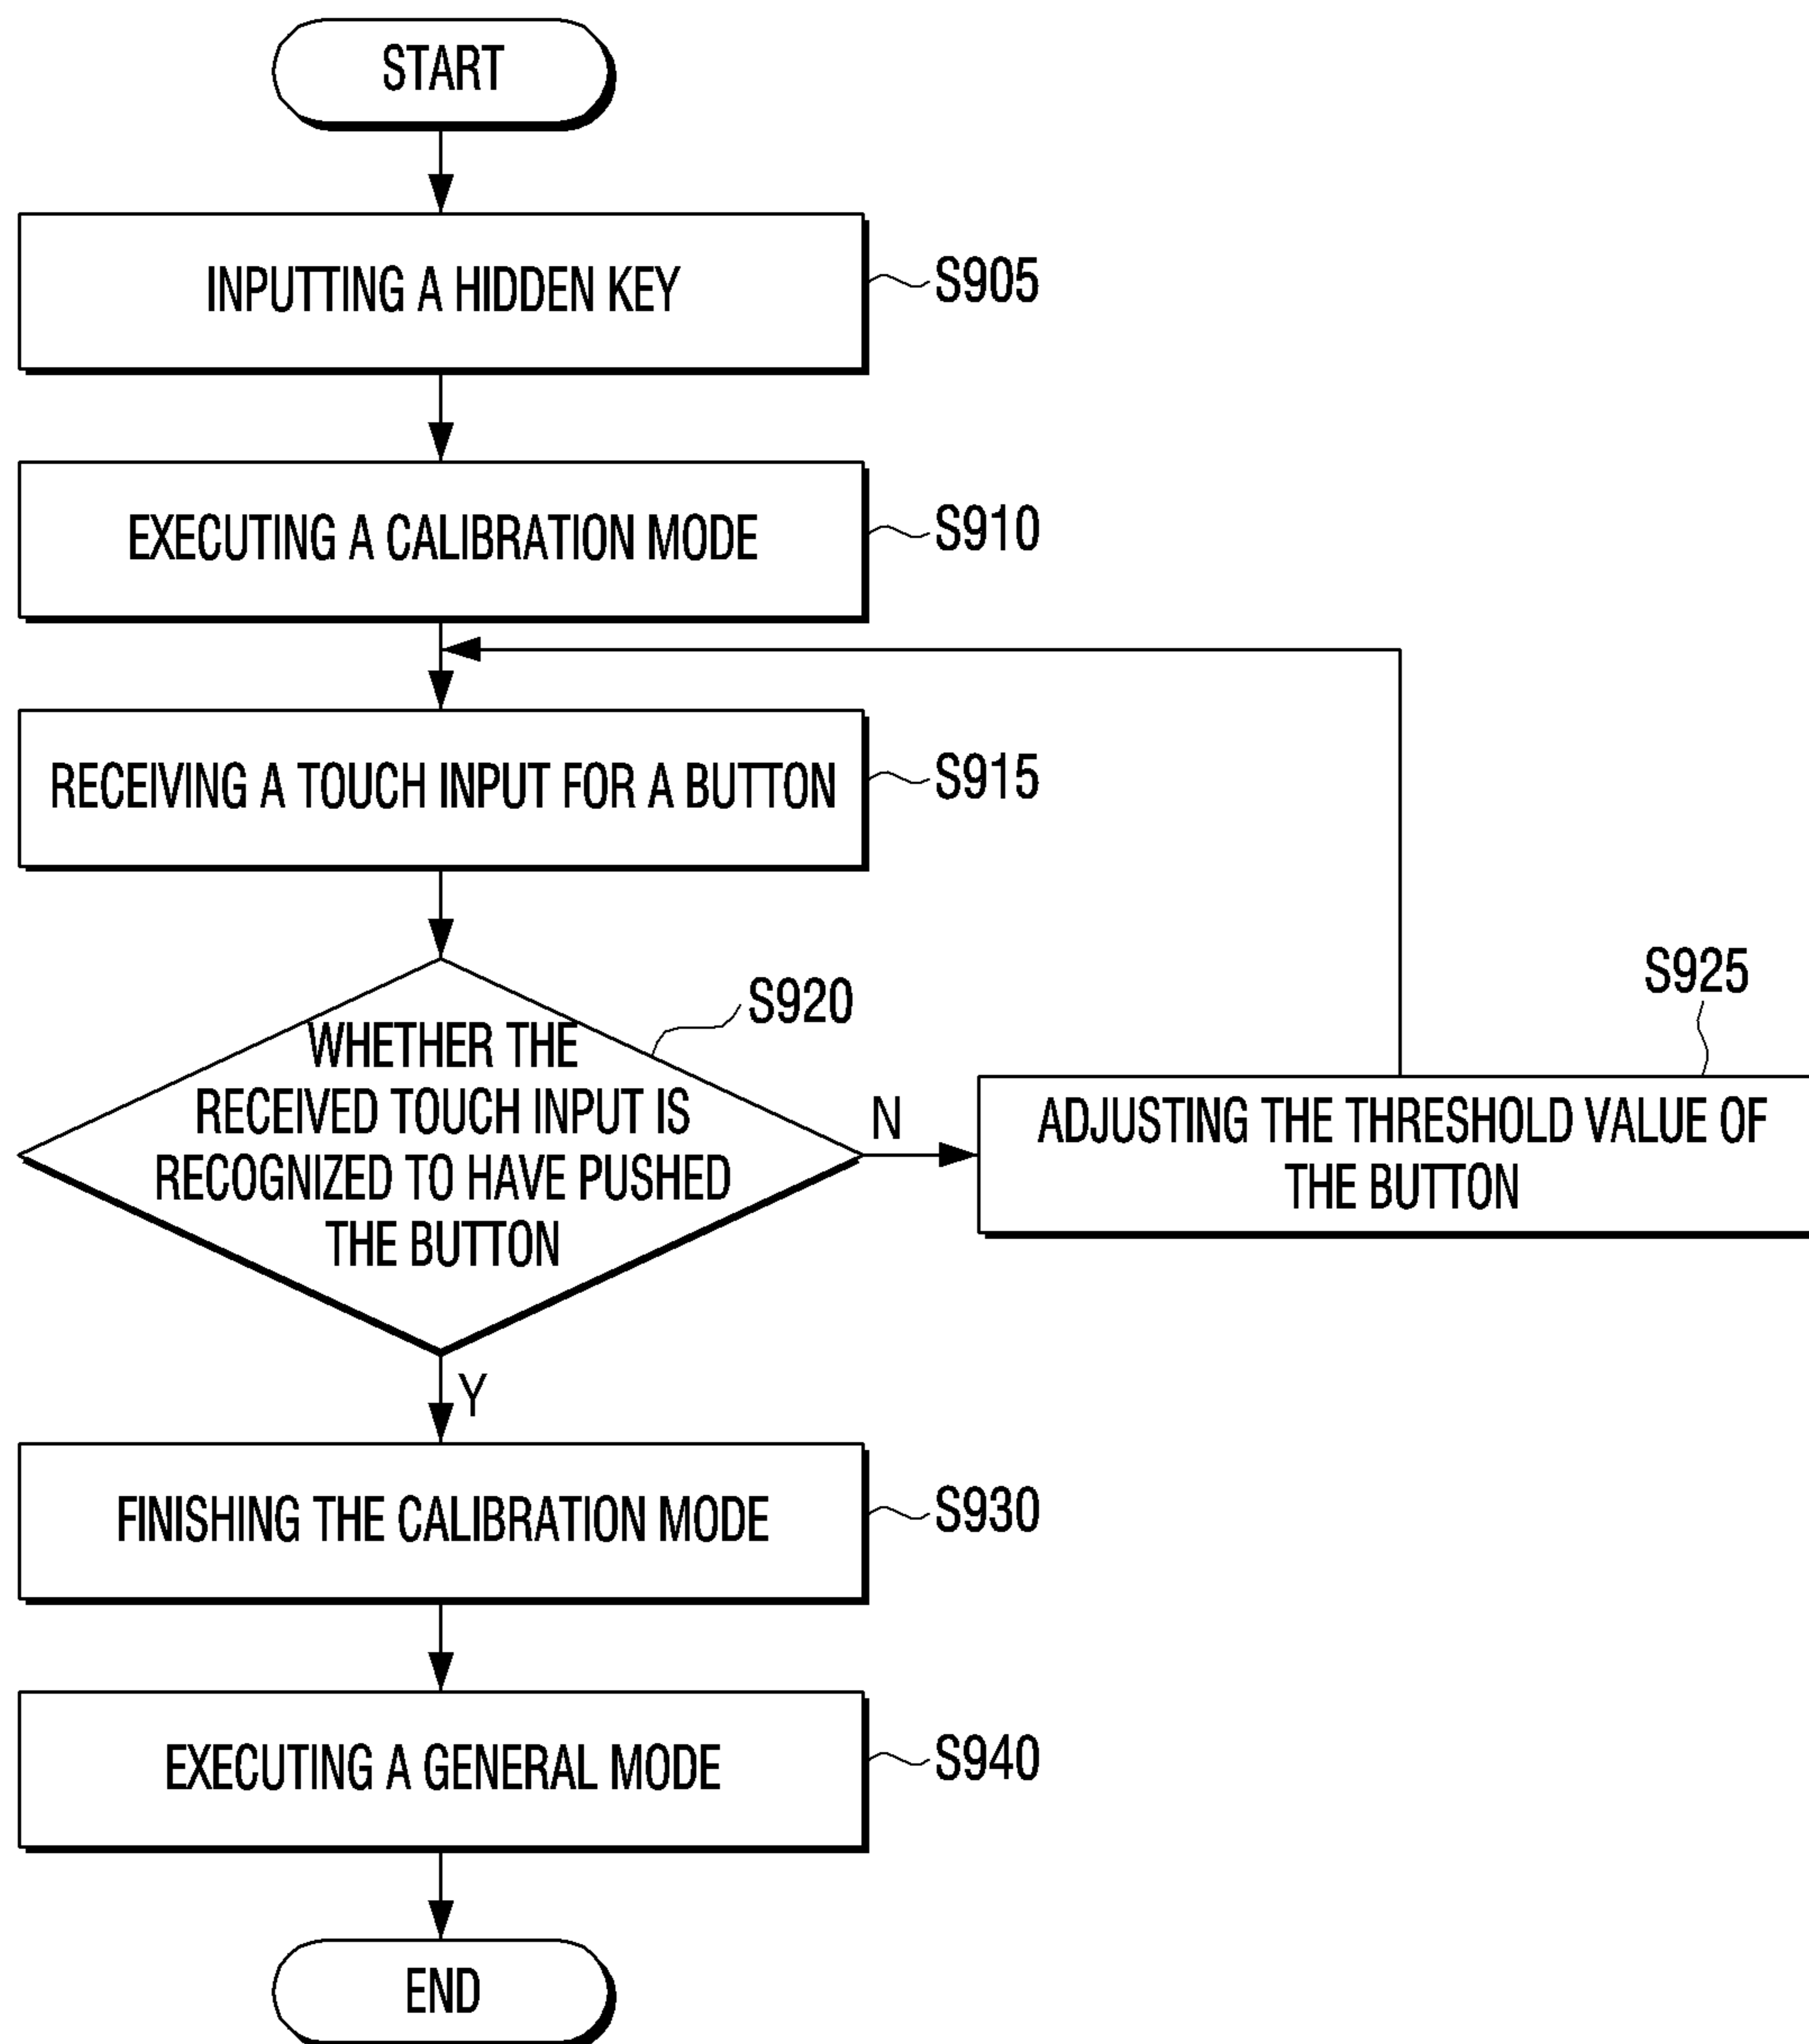 START
INPUTTING A HIDDEN KEY
S905
EXECUTING A CALIBRATION MODE
S910
RECEIVING A TOUCH INPUT FOR A BUTTON
S915
WHETHER THE
RECEIVED TOUCH INPUT IS
RECOGNIZED TO HAVE PUSHED
THE BUTTON
S920
N
S925
ADJUSTING THE THRESHOLD VALUE OF
THE BUTTON
Y
FINISHING THE CALIBRATION MODE
S930
EXECUTING A GENERAL MODE
S940
END